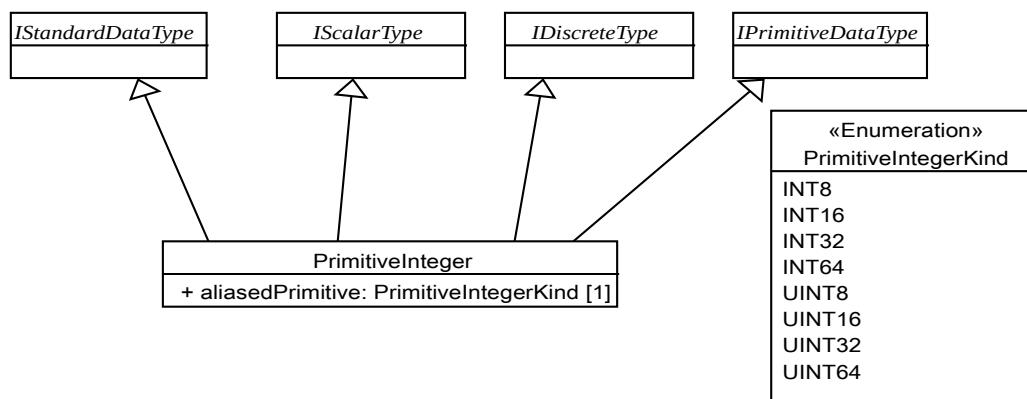 IStandardDataType
IScalarType
IDiscreteType
IPrimitiveDataType
«Enumeration»
PrimitiveIntegerKind
INT8
INT16
INT32
INT64
UINT8
UINT16
UINT32
UINT64
PrimitiveInteger
+ aliasedPrimitive: PrimitiveIntegerKind [1]